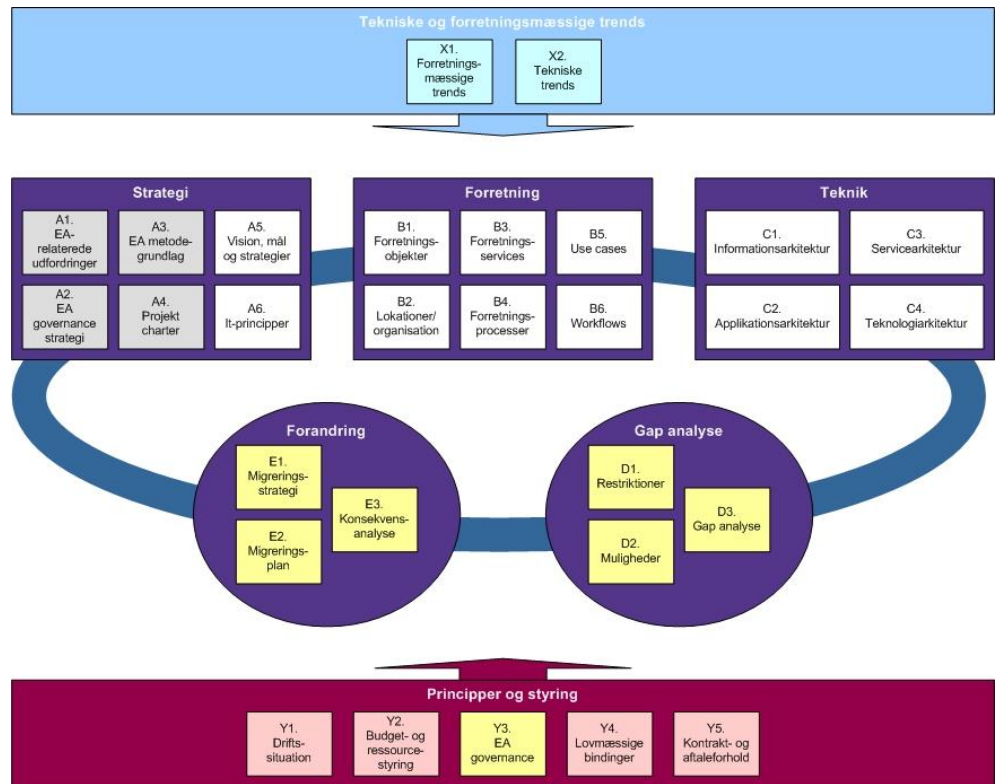 Tekniske og forretningsmæssige trends
X1.
Forretnings-
mæssige
trends
X2.
Tekniske
trends
Strategi
A1.
EA-
relaterede
udfordringer
A3.
EA metode-
grundlag
A5.
Vision, mål
og strategier
A2.
EA
governance
strategi
A4.
Projekt
charter
A6.
It-principper
Forretning
B1.
Forretnings-
objekter
B3.
Forretnings-
services
B5.
Use cases
B2.
Lokationer/
organisation
B4.
Forretnings-
processer
B6.
Workflows
Teknik
C1.
Informationsarkitektur
C3.
Servicearkitektur
C2.
Applikationsarkitektur
C4.
Teknologiarkitektur
Forandring
E1.
Migrerings-
strategi
E3.
Konsekvens-
analyse
E2.
Migrerings-
plan
Gap analyse
D1.
Restriktioner
D3.
Gap analyse
D2.
Muligheder
Principper og styring
Y1.
Drifts-
situation
Y2.
Budget- og
ressource-
styring
Y3.
EA
governance
Y4.
Lovmæssige
bindinger
Y5.
Kontrakt- og
aftaleforhold